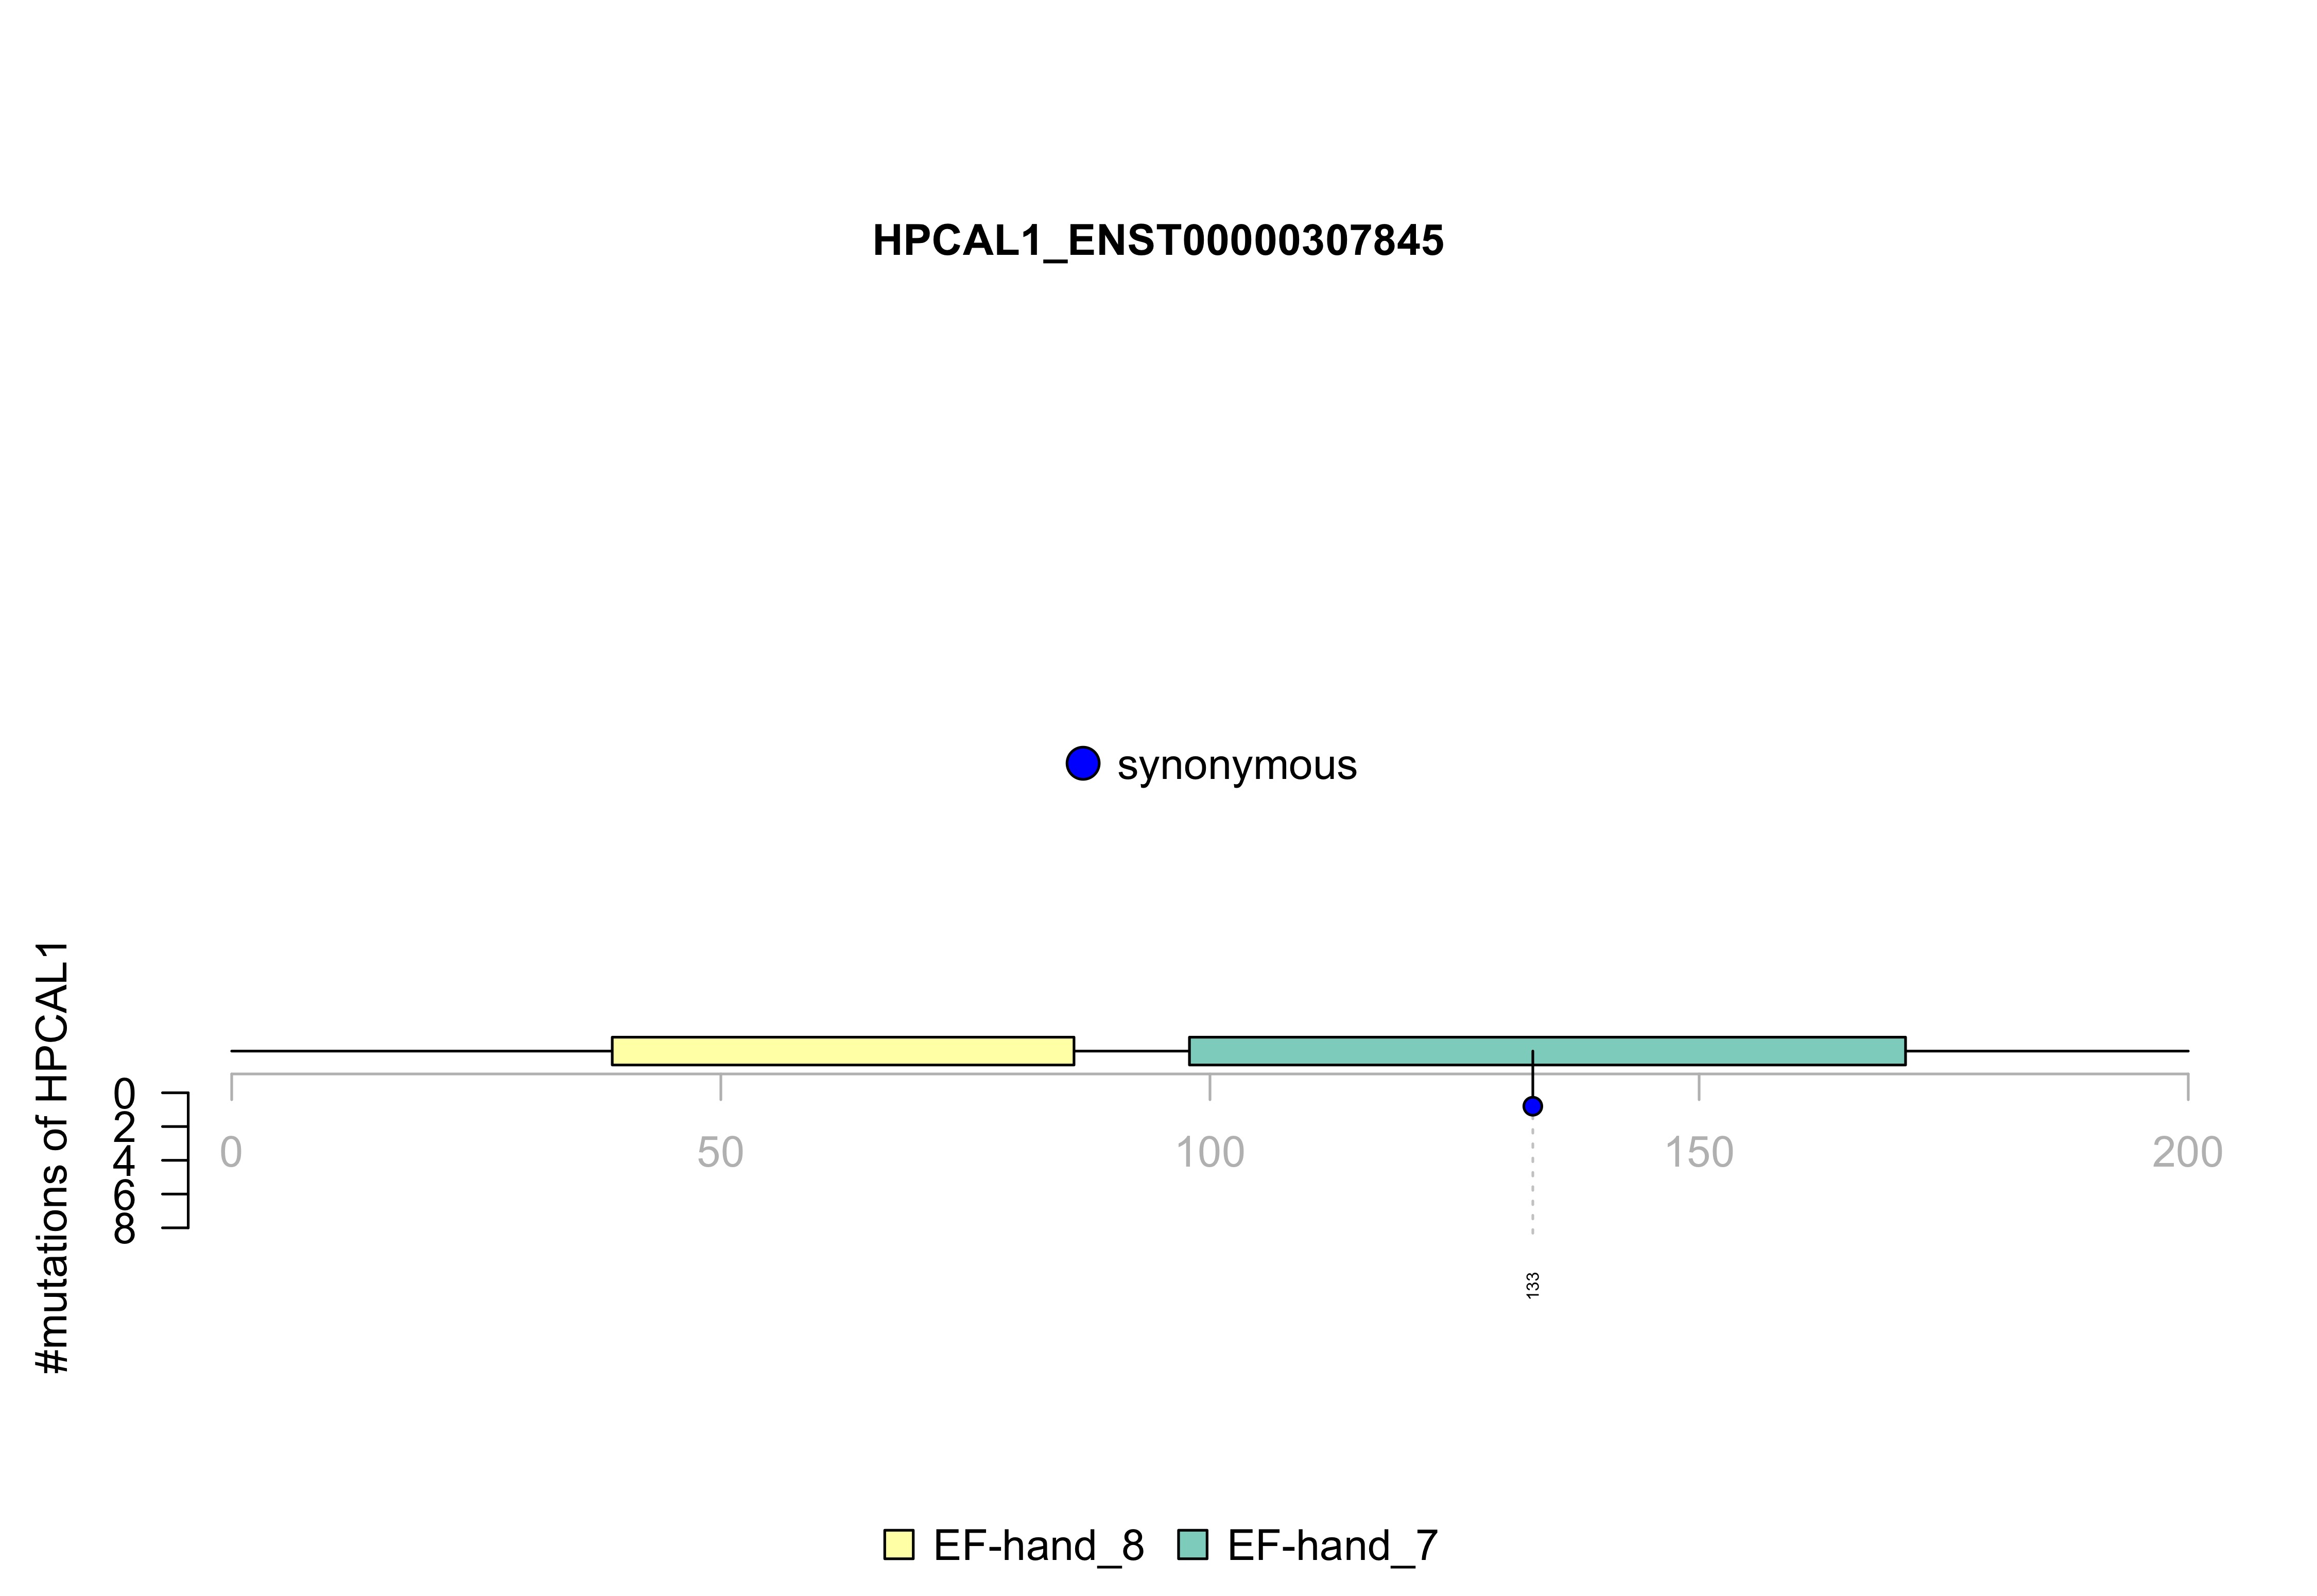 HPCAL1_ENST00000307845
synonymous
#mutations of HPCAL1
0
2
4
6
8
0 50 100 150 200
133
EF-hand_8 EF-hand_7